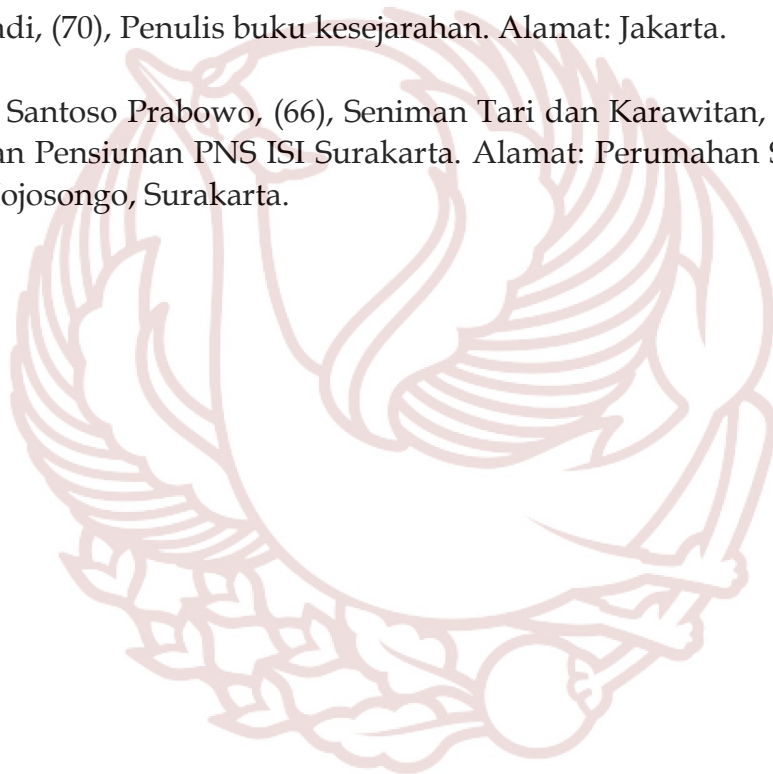 adi, (70), Penulis buku kesejarahan. Alamat: Jakarta.
Santoso Prabowo, (66), Seniman Tari dan Karawitan,
an Pensiunan PNS ISI Surakarta. Alamat: Perumahan S
ojosongo, Surakarta.